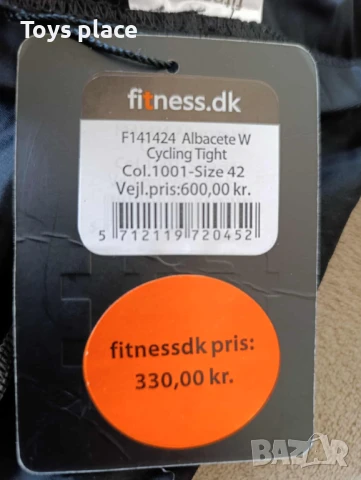 Toys place
fitness.dk
F141424 Albacete W
Cycling Tight
Col.1001-Size 42
Vejl.pris:600,00 kr.
5 712119 720452
fitnessdk pris:
330,00 kr.
BAZAR